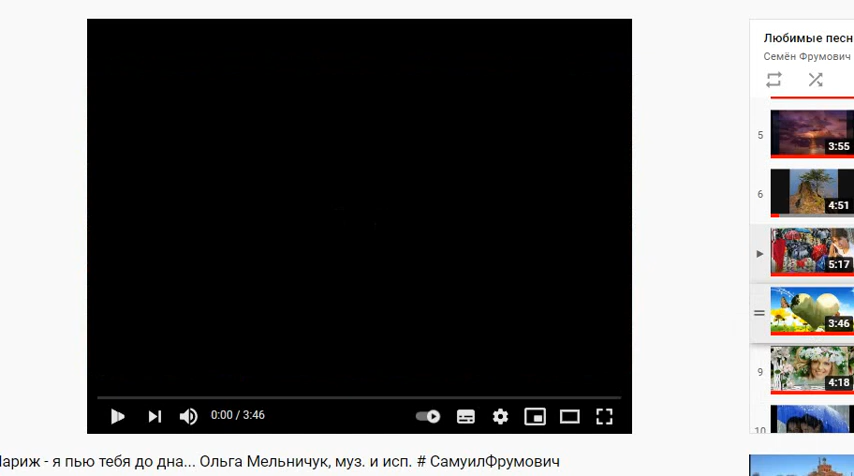 Любимые песн
Семён Фрумович
5
3:55
6
4:51
5:17
3:46
9
4:18
10
0:00 / 3:46
Париж - я пью тебя до дна... Ольга Мельничук, муз. и исп. # СамуилФрумович